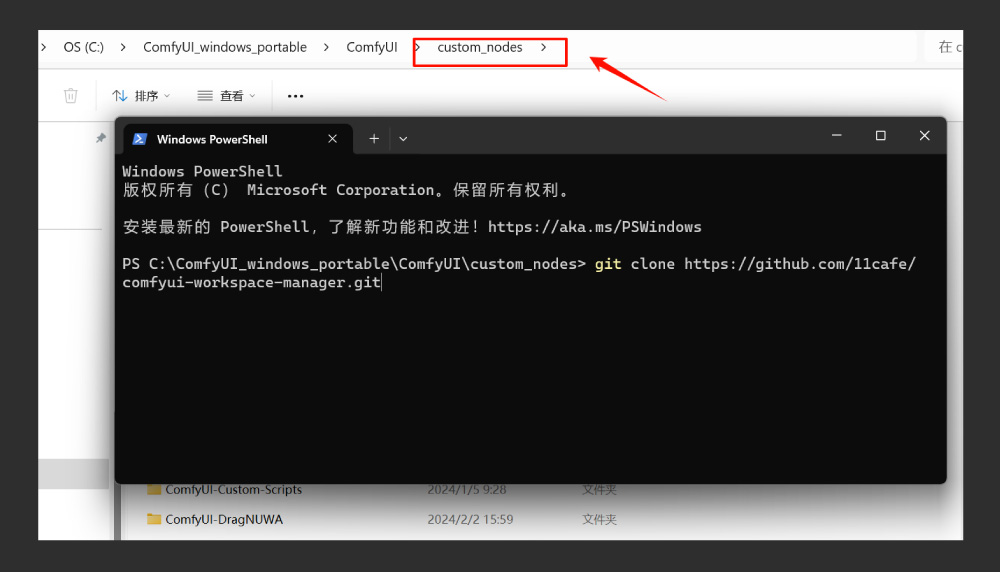 OS (C:) > ComfyUI_windows_portable > ComfyUI > custom_nodes >
在 c
排序 查看 ...
Windows PowerShell
Windows PowerShell
版权所有 (C) Microsoft Corporation。保留所有权利。
安装最新的 PowerShell，了解新功能和改进！https://aka.ms/PSWindows
PS C:\ComfyUI_windows_portable\ComfyUI\custom_nodes> git clone https://github.com/11cafe/
comfyui-workspace-manager.git
ComfyUI-Custom-Scripts 2024/1/5 9:28 文件夹
ComfyUI-DragNUWA 2024/2/2 15:59 文件夹